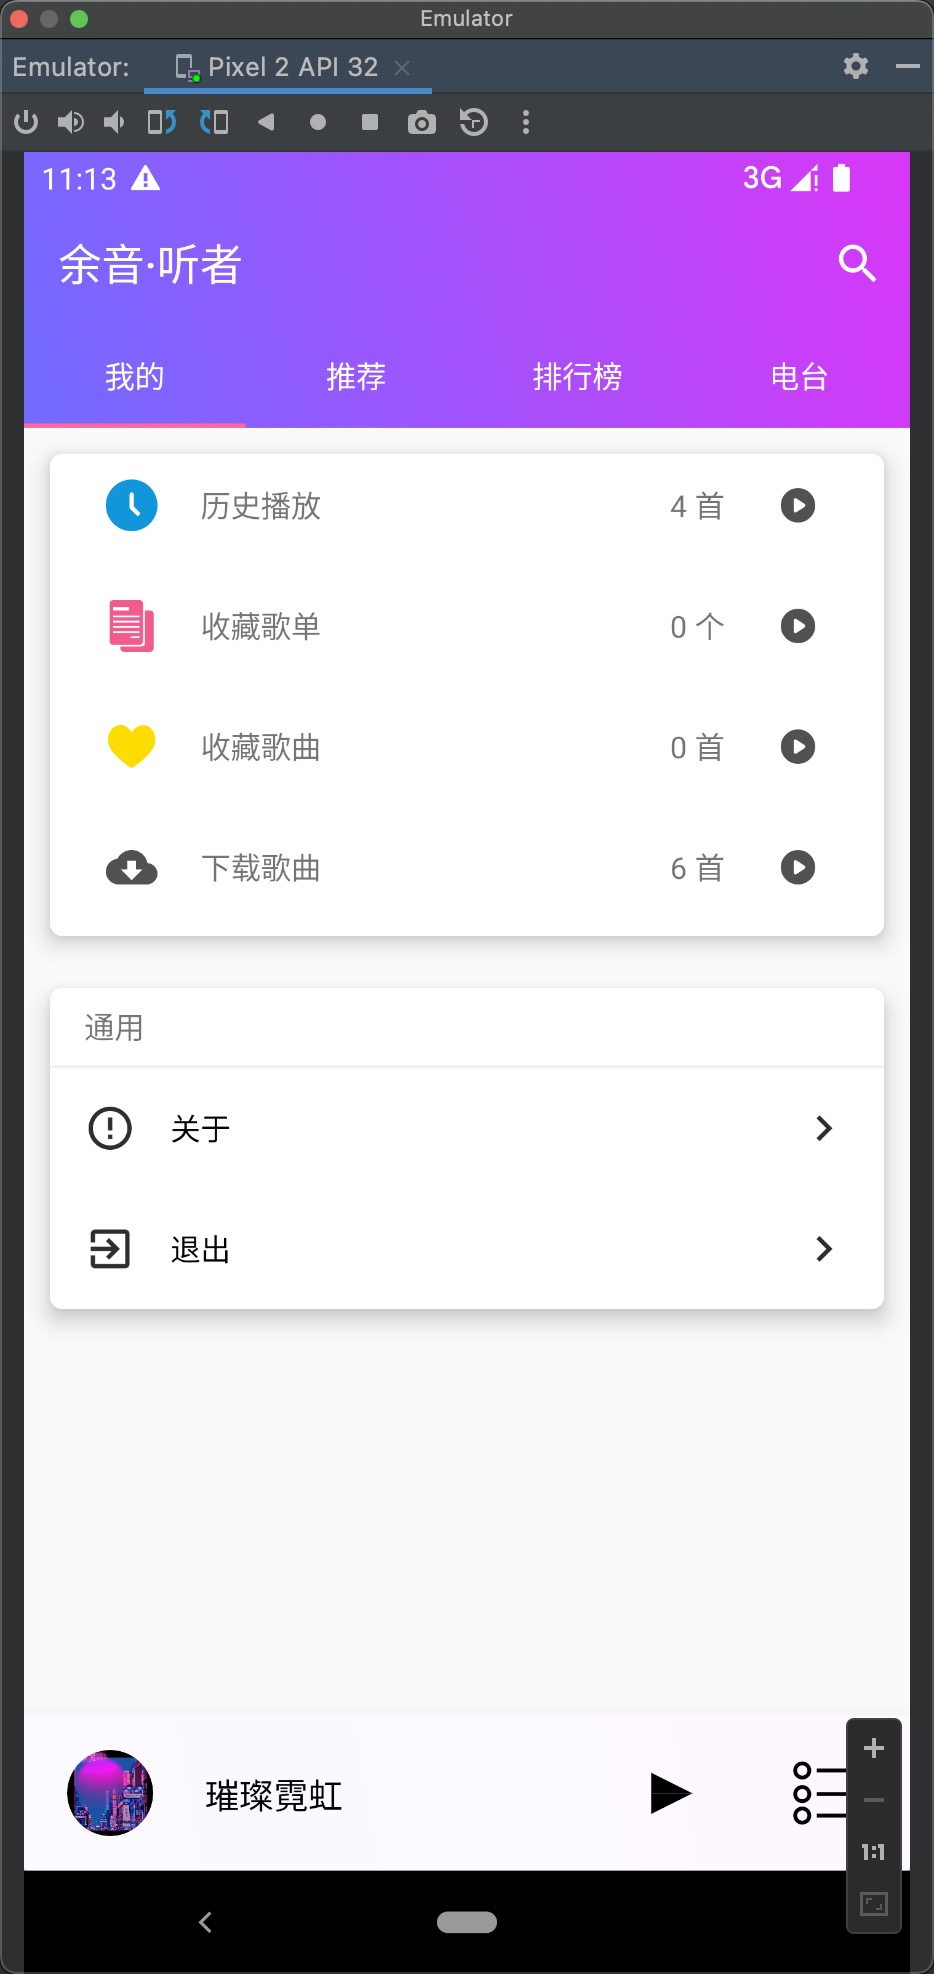 Emulator
Emulator: Pixel 2 API 32
11:13 3G
余音·听者
我的 推荐 排行榜 电台
历史播放 4 首
收藏歌单 0 个
收藏歌曲 0 首
下载歌曲 6 首
通用
关于
退出
璀璨霓虹
1:1